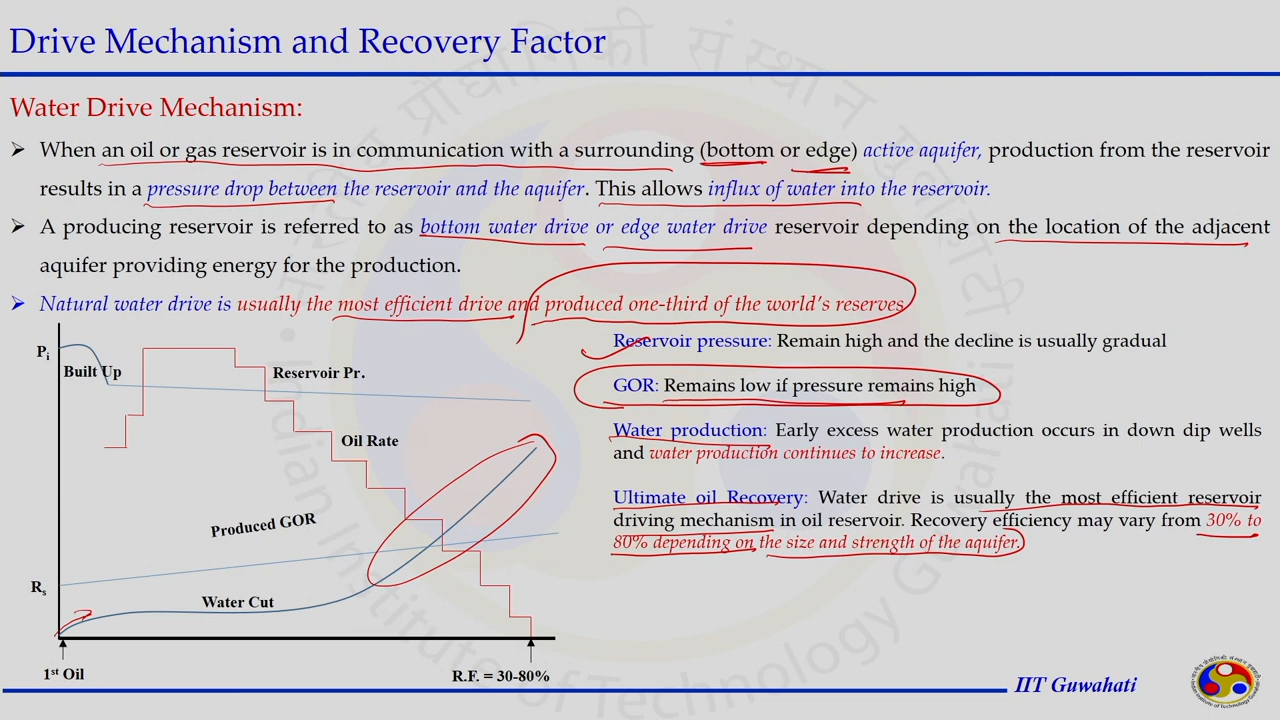 Drive Mechanism and Recovery Factor
Water Drive Mechanism:
➢ When an oil or gas reservoir is in communication with a surrounding (bottom or edge) active aquifer, production from the reservoir
results in a pressure drop between the reservoir and the aquifer. This allows influx of water into the reservoir.
➢ A producing reservoir is referred to as bottom water drive or edge water drive reservoir depending on the location of the adjacent
aquifer providing energy for the production.
➢ Natural water drive is usually the most efficient drive and produced one-third of the world's reserves
Pi
Built Up
Reservoir Pr.
Oil Rate
Produced GOR
Rs
Water Cut
1st Oil
R.F. = 30-80%
Reservoir pressure: Remain high and the decline is usually gradual
GOR: Remains low if pressure remains high
Water production: Early excess water production occurs in down dip wells
and water production continues to increase.
Ultimate oil Recovery: Water drive is usually the most efficient reservoir
driving mechanism in oil reservoir. Recovery efficiency may vary from 30% to
80% depending on the size and strength of the aquifer.
IIT Guwahati
Indian Institute of Technology Guwahati